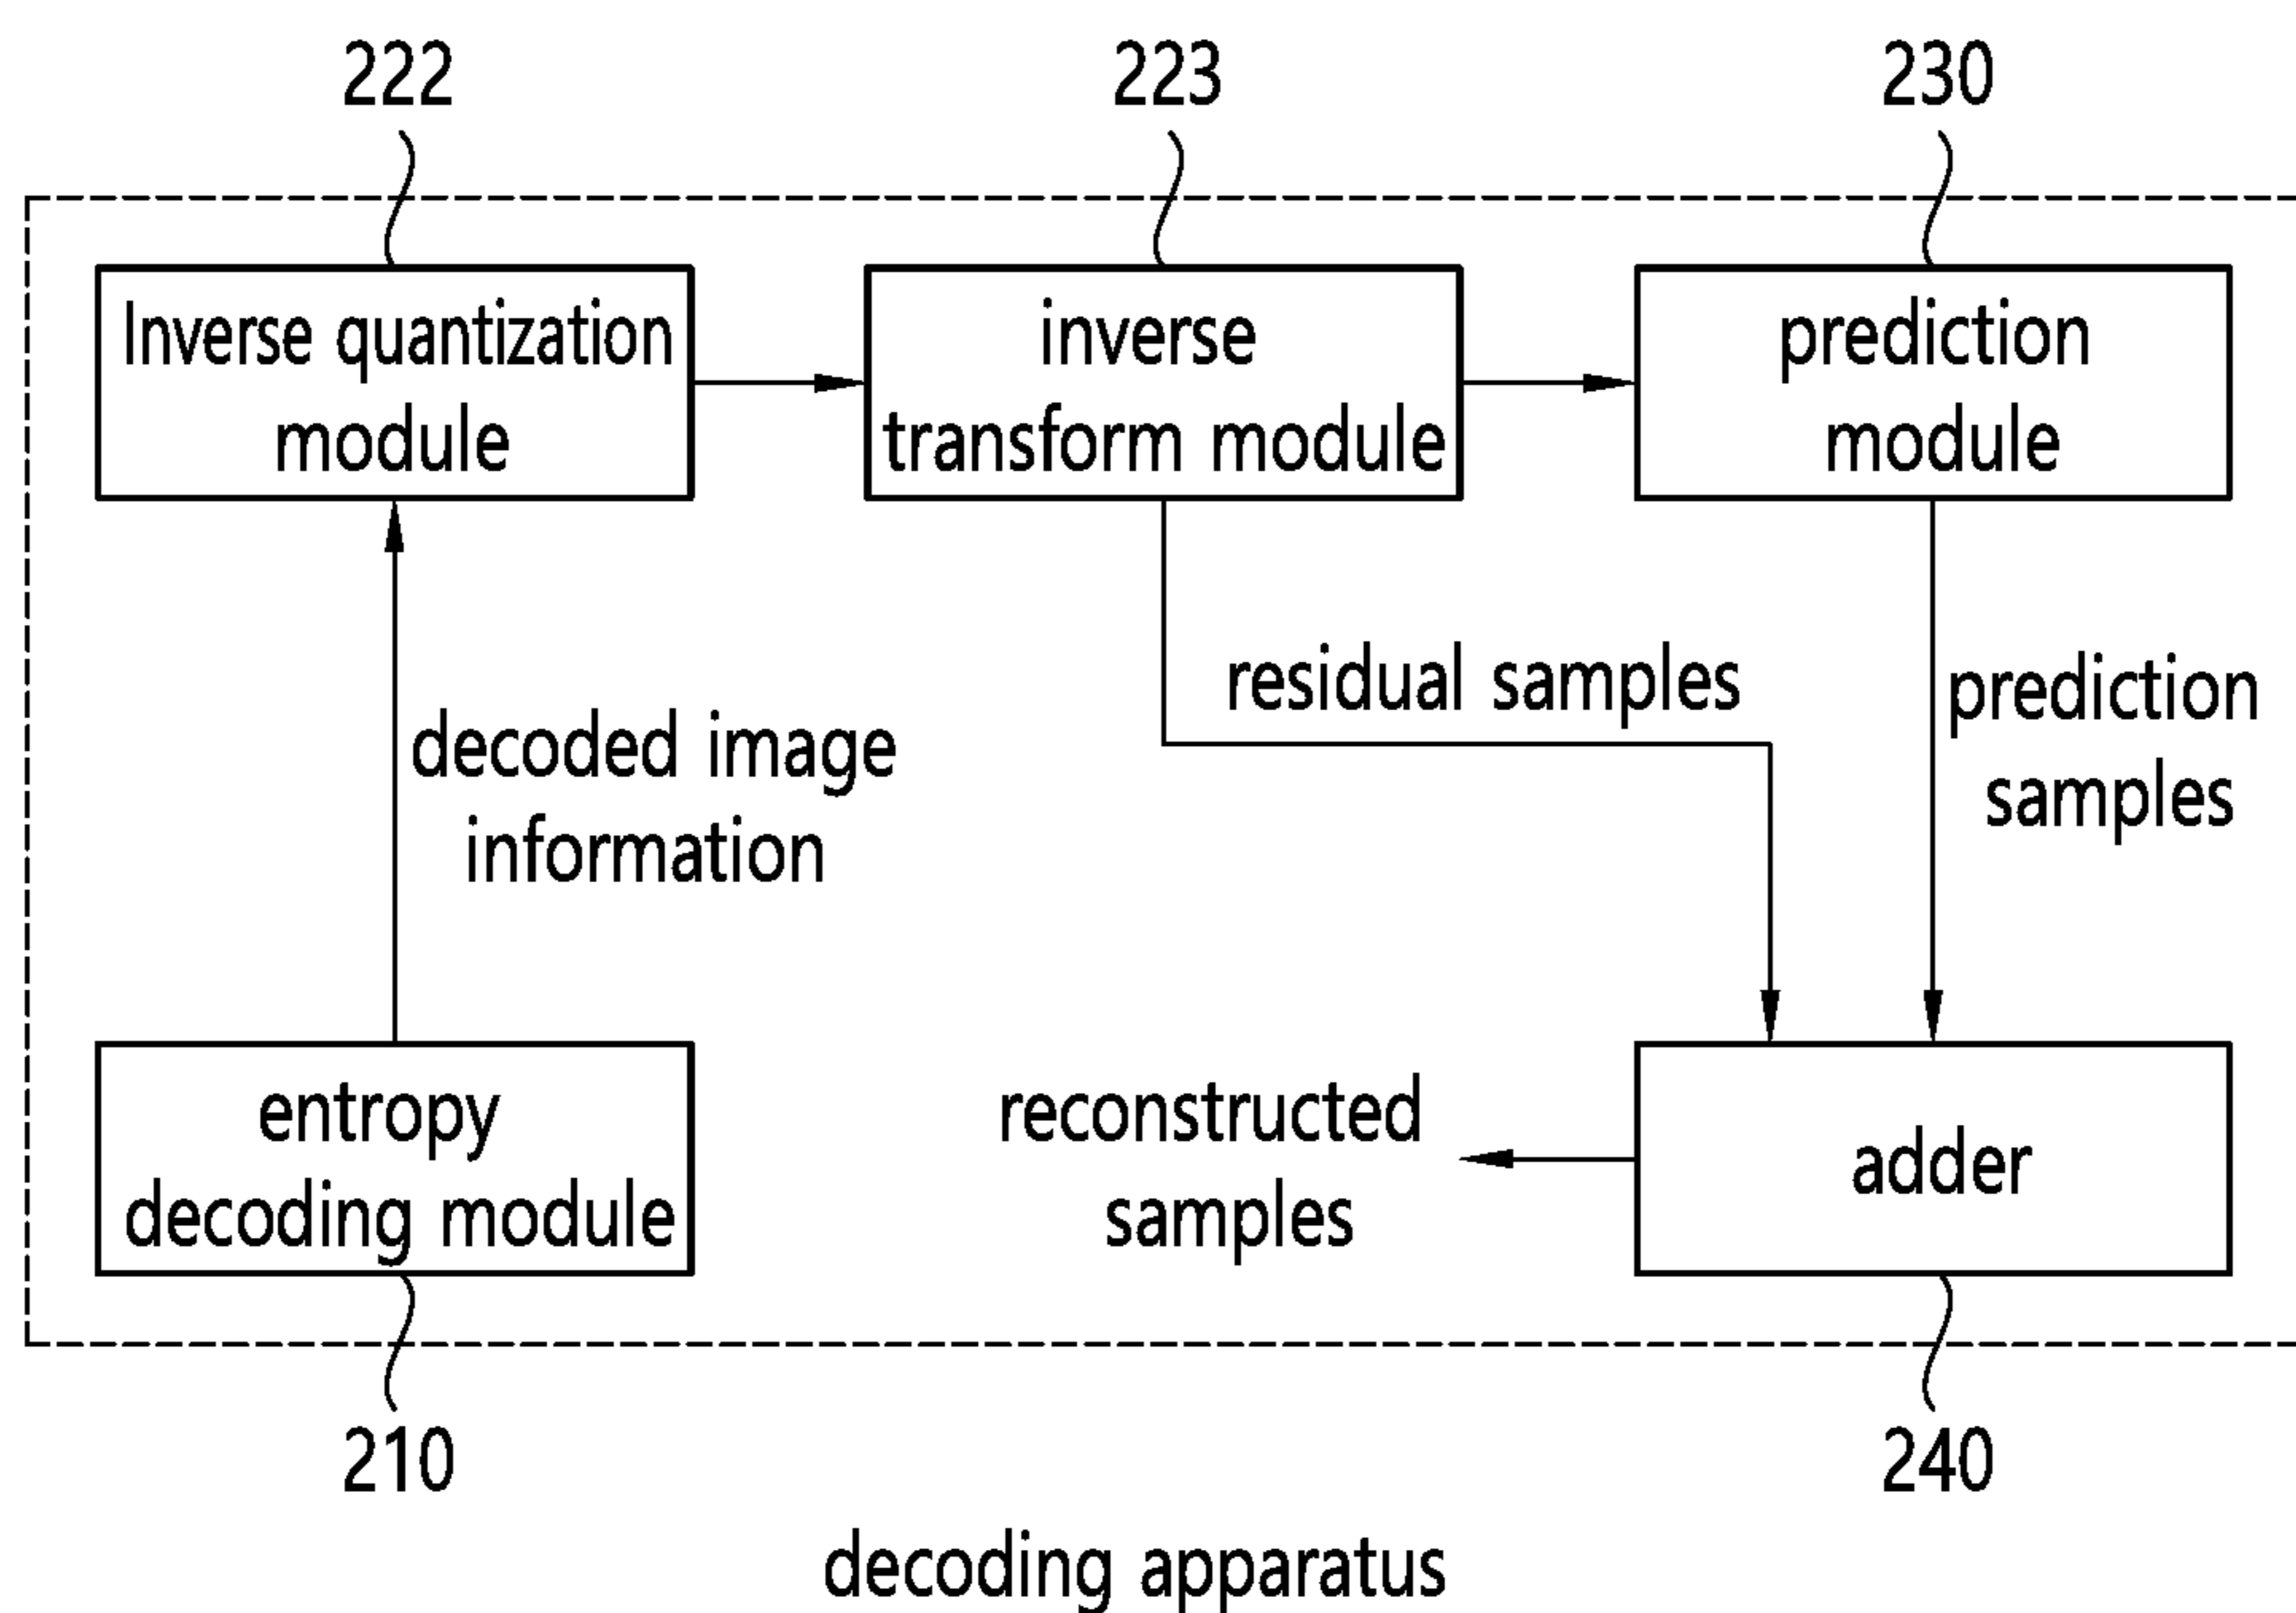 222
223
230
Inverse quantization
module
inverse
transform module
prediction
module
residual samples
prediction
samples
decoded image
information
entropy
decoding module
reconstructed
samples
adder
210
240
decoding apparatus